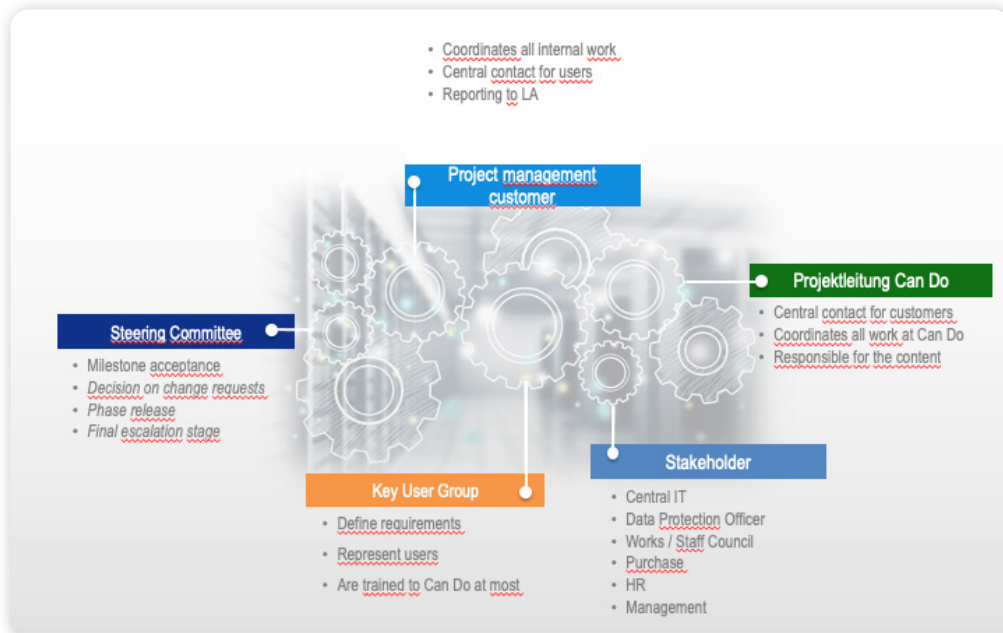 • Coordinates all internal work
• Central contact for users
• Reporting to LA
Project management
customer
Projektleitung Can Do
• Central contact for customers
• Coordinates all work at Can Do
• Responsible for the content
Steering Committee
• Milestone acceptance
• Decision on change requests
• Phase release
• Final escalation stage
Stakeholder
• Central IT
• Data Protection Officer
• Works / Staff Council
• Purchase
• HR
• Management
Key User Group
• Define requirements
• Represent users
• Are trained to Can Do at most